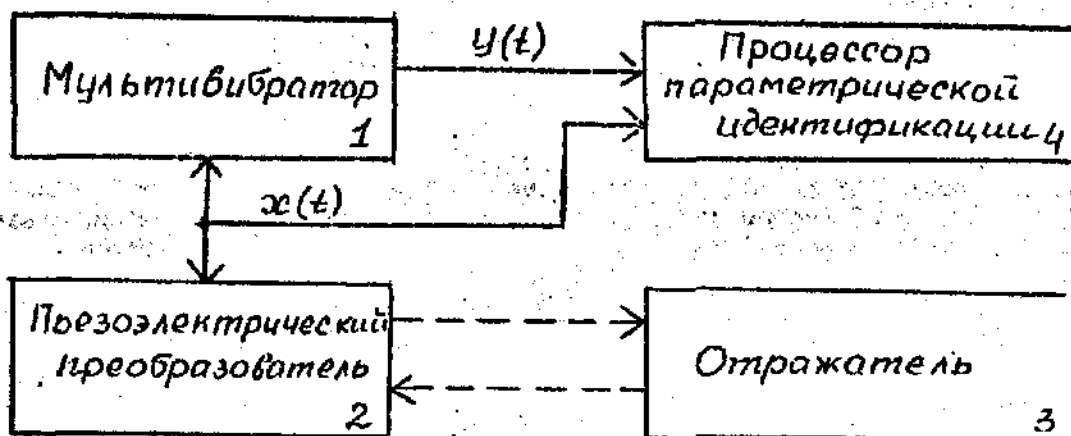 Мультивибратор
1
y(t)
Процессор
параметрической
идентификации 4
x(t)
Пьезоэлектрический
преобразователь
2
Отражатель
3